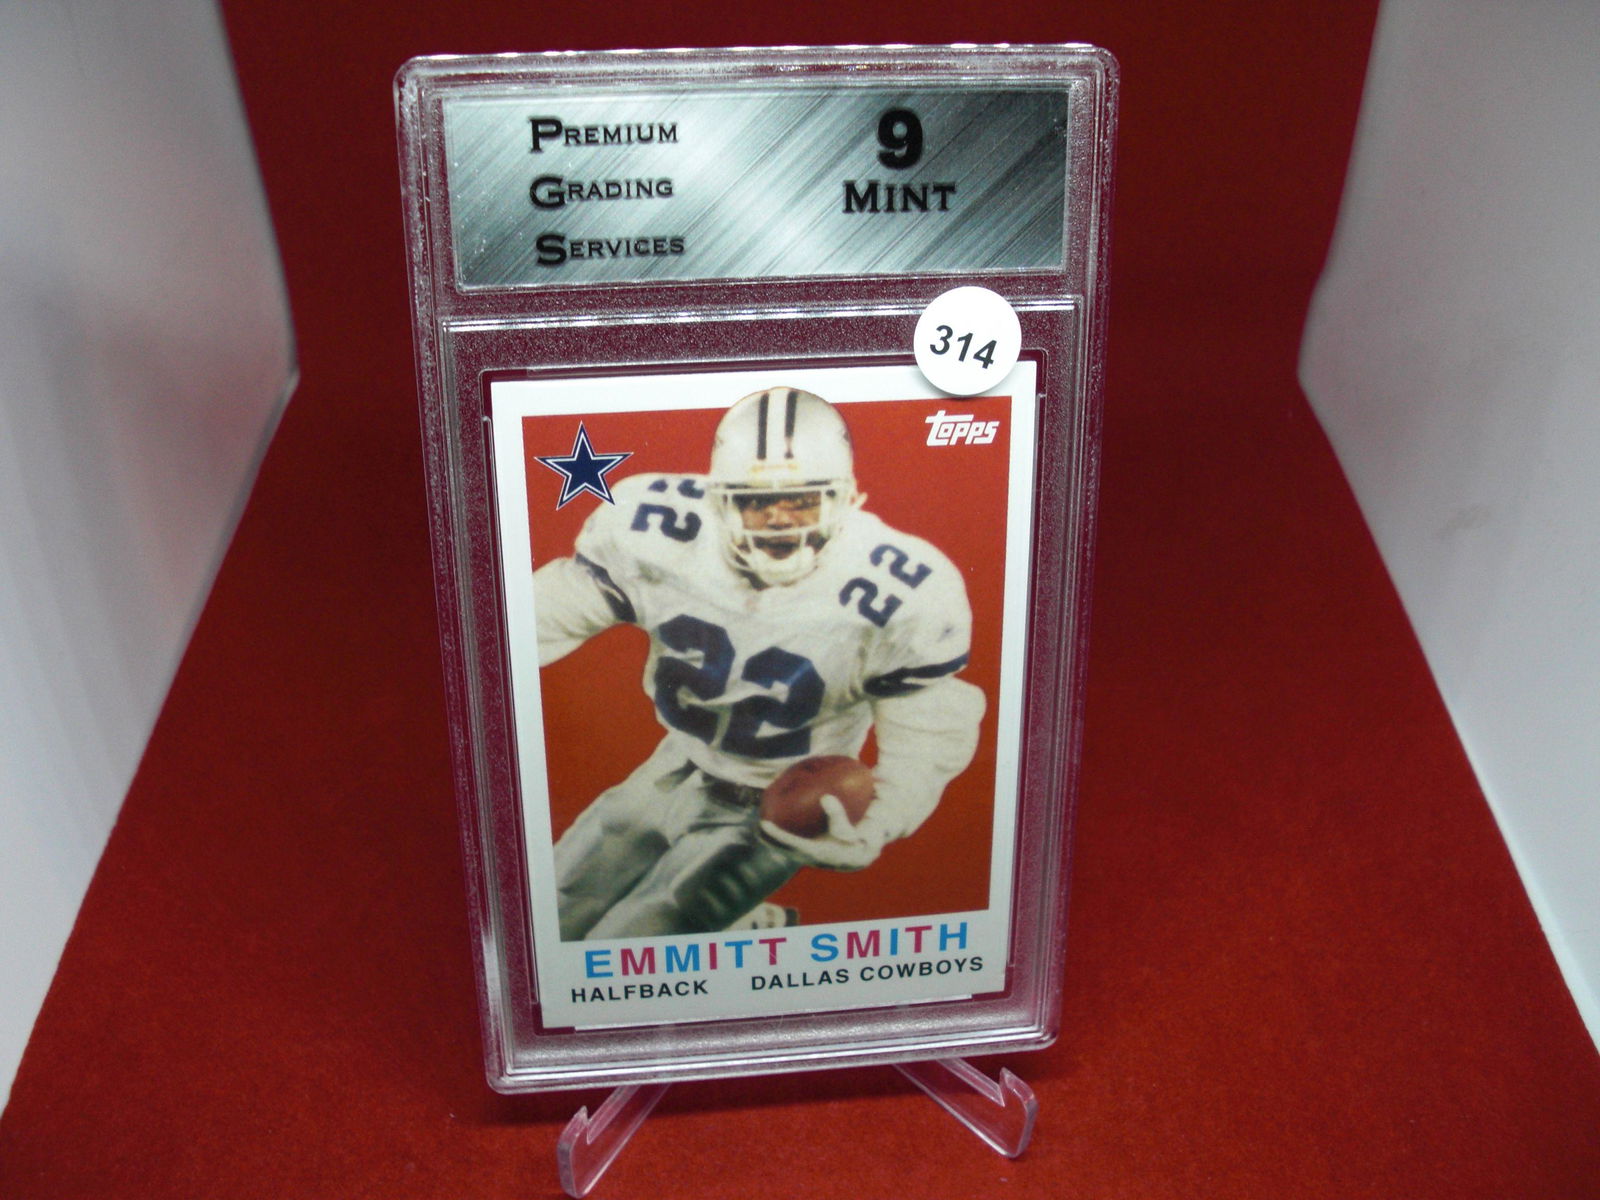 PREMIUM
GRADING
SERVICES
9
MINT
314
topps
22
22
22
EMMITT SMITH
HALFBACK DALLAS COWBOYS